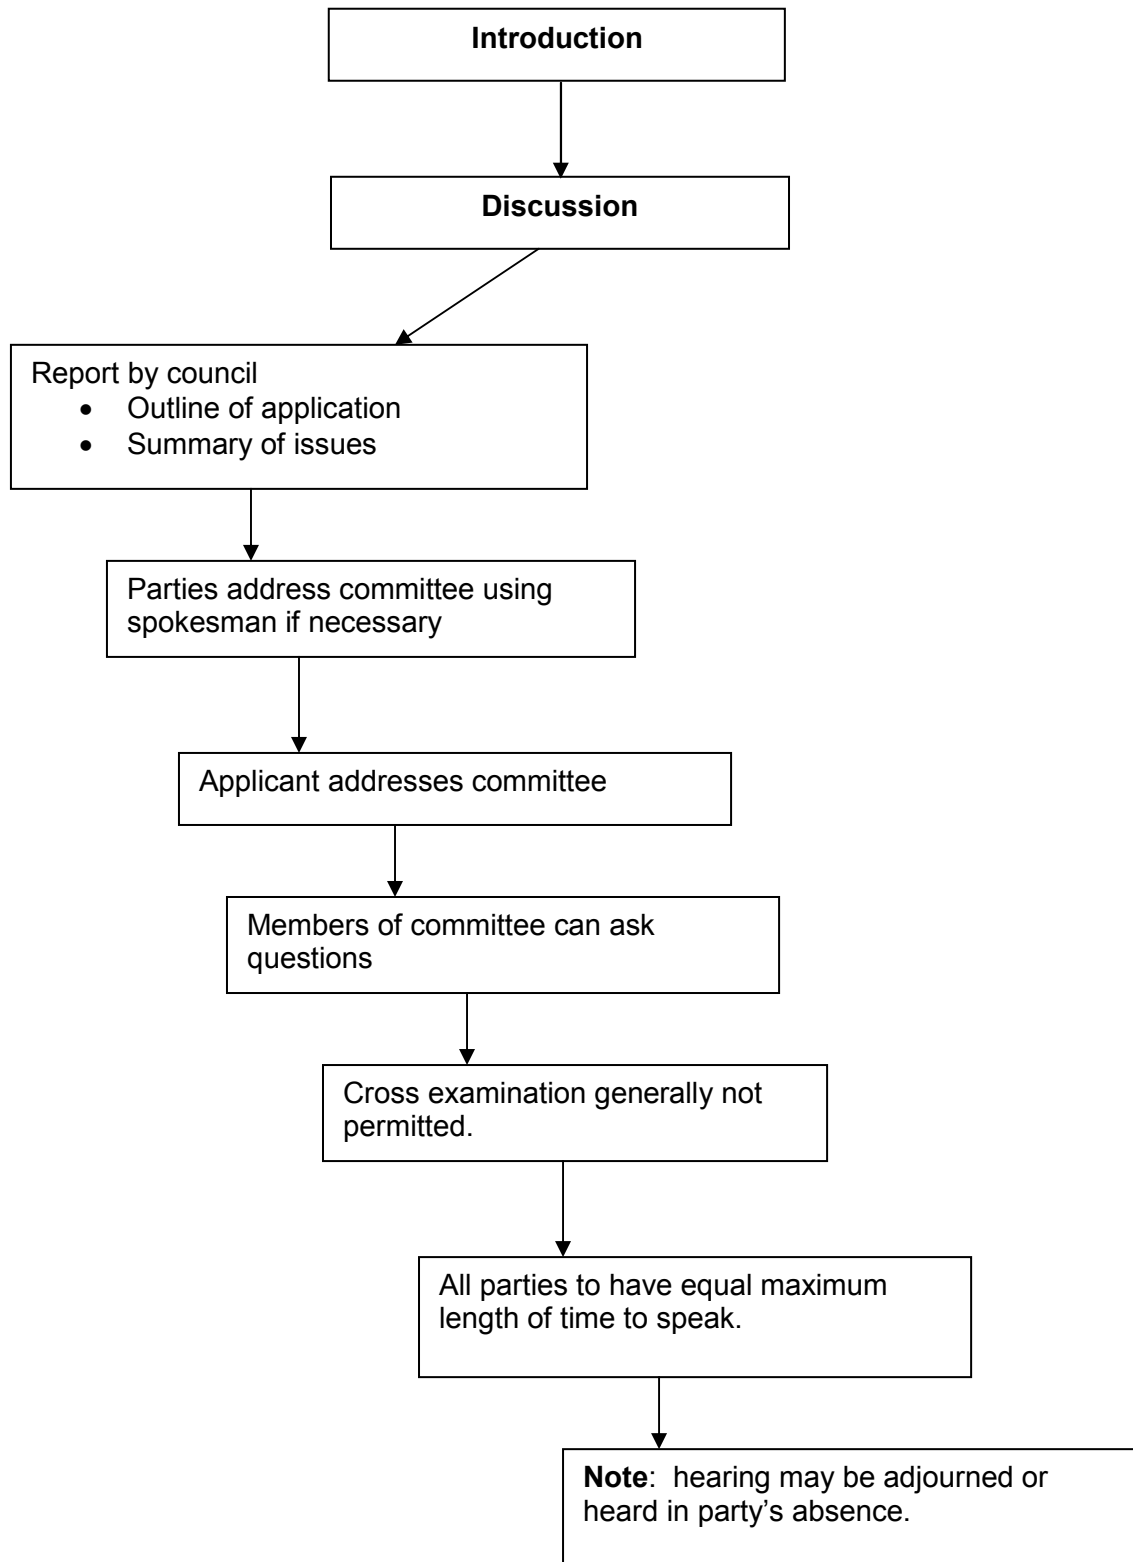 Introduction
Discussion
Report by council
• Outline of application
• Summary of issues
Parties address committee using
spokesman if necessary
Applicant addresses committee
Members of committee can ask
questions
Cross examination generally not
permitted.
All parties to have equal maximum
length of time to speak.
Note:  hearing may be adjourned or
heard in party’s absence.